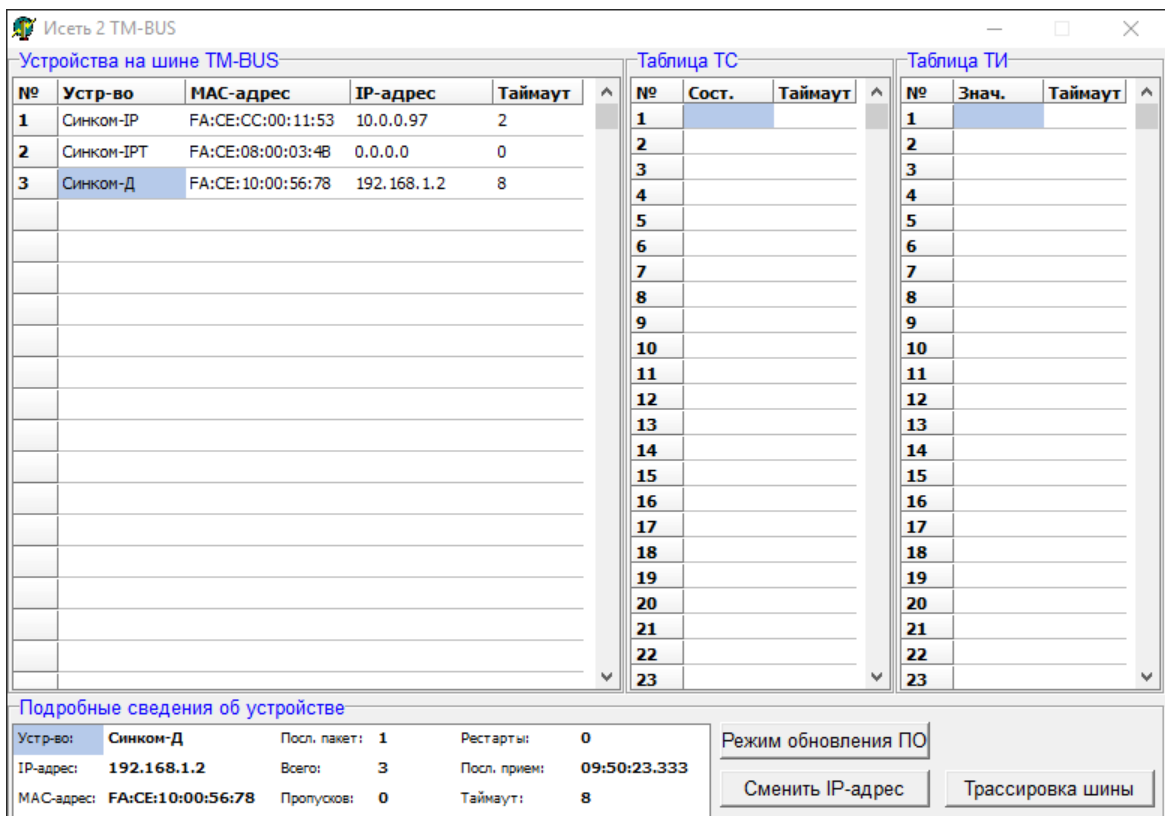 Исеть 2 TM-BUS
Устройства на шине TM-BUS
№ Устр-во MAC-адрес IP-адрес Таймаут
1 Синком-IP FA:CE:CC:00:11:53 10.0.0.97 2
2 Синком-IPT FA:CE:08:00:03:4B 0.0.0.0 0
3 Синком-Д FA:CE:10:00:56:78 192.168.1.2 8
Таблица ТС
№ Сост. Таймаут
1
2
3
4
5
6
7
8
9
10
11
12
13
14
15
16
17
18
19
20
21
22
23
Таблица ТИ
№ Знач. Таймаут
1
2
3
4
5
6
7
8
9
10
11
12
13
14
15
16
17
18
19
20
21
22
23
Подробные сведения об устройстве
Устр-во: Синком-Д Посл. пакет: 1 Рестарты: 0
IP-адрес: 192.168.1.2 Всего: 3 Посл. прием: 09:50:23.333
MAC-адрес: FA:CE:10:00:56:78 Пропусков: 0 Таймаут: 8
Режим обновления ПО
Сменить IP-адрес Трассировка шины